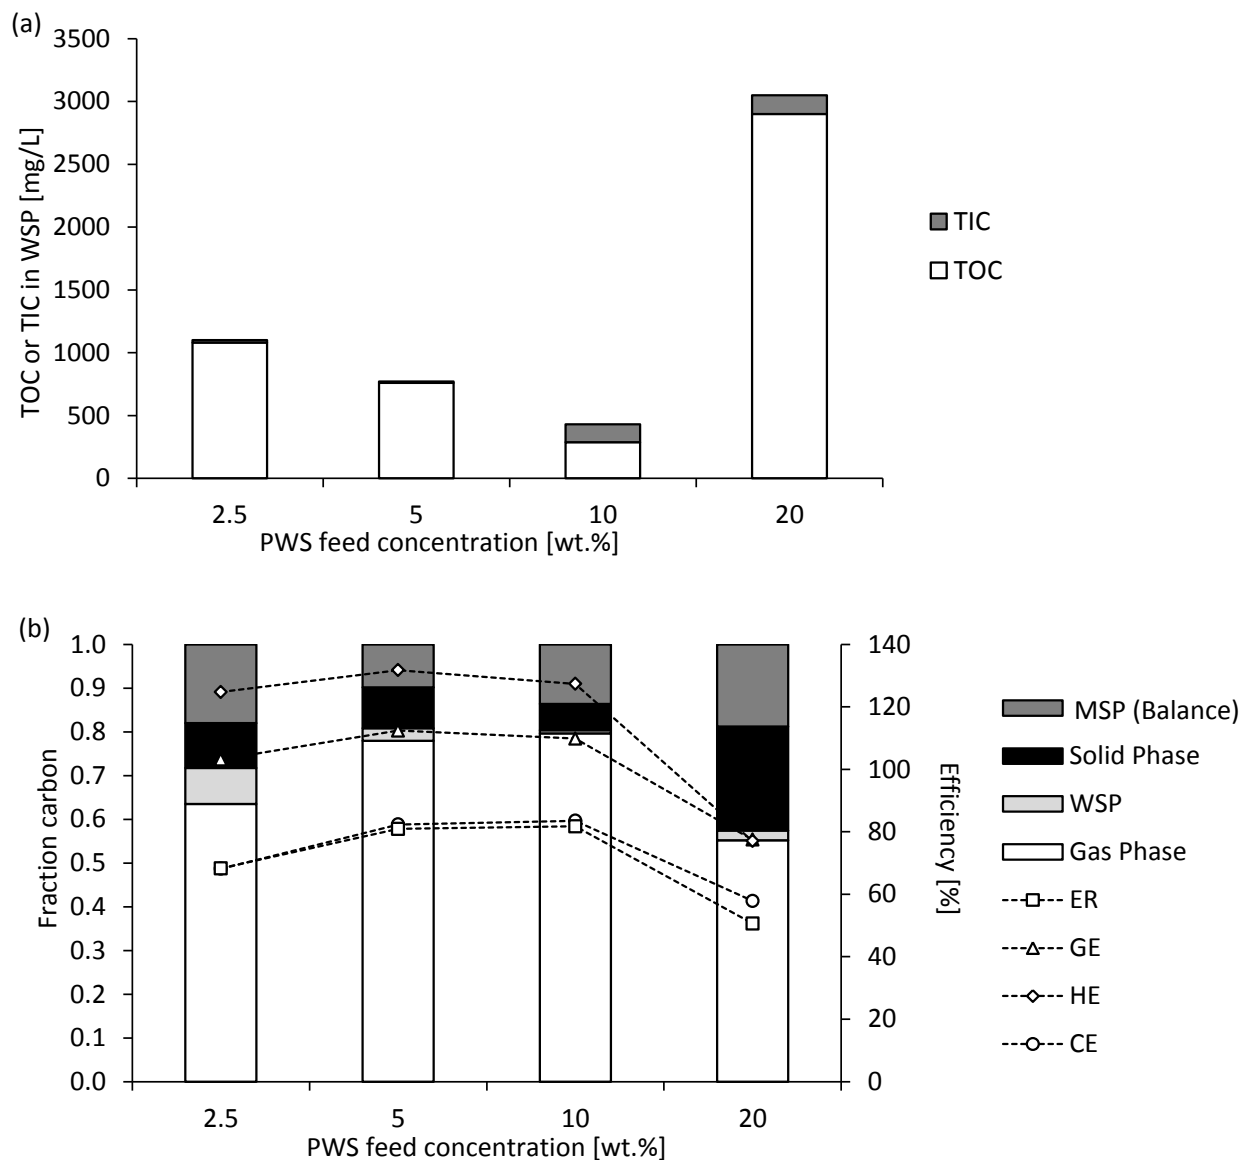 (a)
TOC or TIC in WSP [mg/L]
3500
3000
2500
2000
1500
1000
500
0
2.5 5 10 20
PWS feed concentration [wt.%]
TIC
TOC
(b)
Fraction carbon
1.0
0.9
0.8
0.7
0.6
0.5
0.4
0.3
0.2
0.1
0.0
2.5 5 10 20
PWS feed concentration [wt.%]
140
120
100
80
60
40
20
0
Efficiency [%]
MSP (Balance)
Solid Phase
WSP
Gas Phase
ER
GE
HE
CE